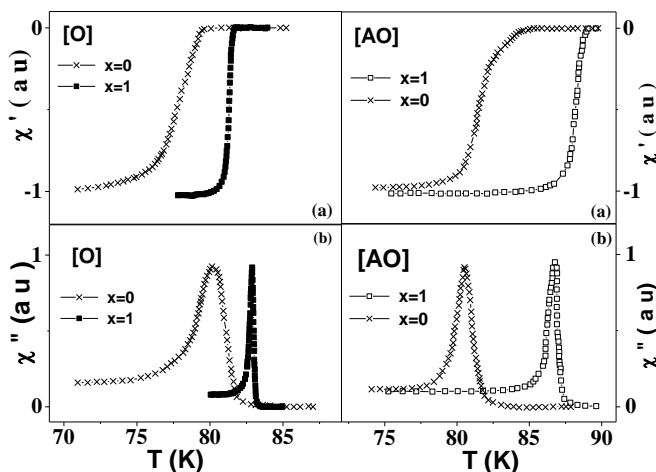 [O]
x=0
x=1
χ ' ( a u )
0
-1
(a)
[AO]
x=1
x=0
0
-1
χ ' ( a u )
(a)
[O]
x=0
x=1
χ " (a u )
1
0
(b)
[AO]
x=1
x=0
1
0
χ " (a u )
(b)
70 75 80 85
T (K)
75 80 85 90
T (K)